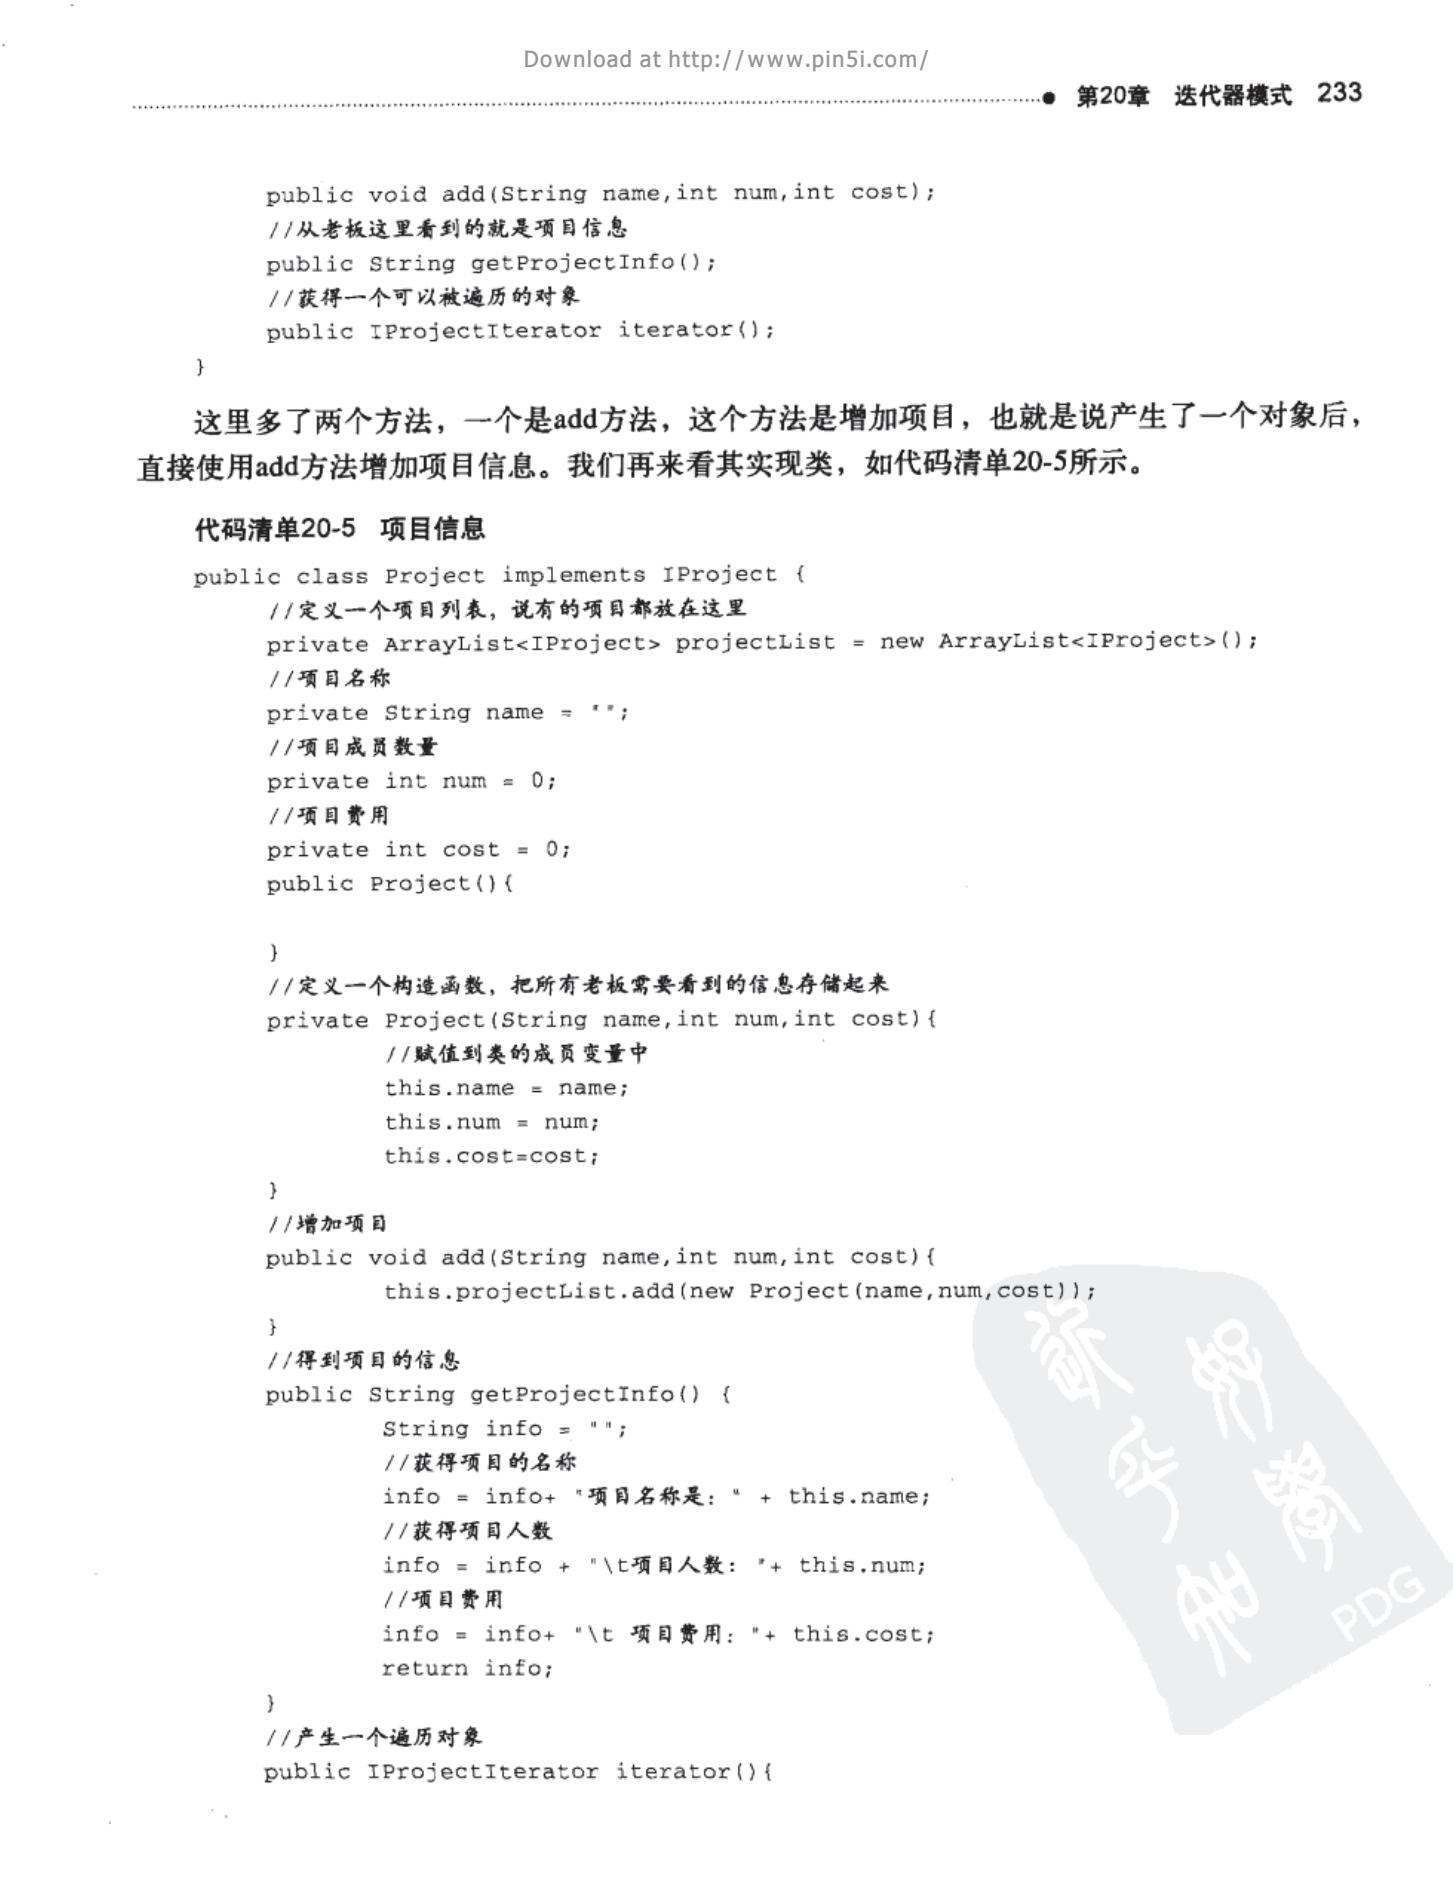 Download at http://www.pin5i.com/
第20章 迭代器模式 233
public void add(String name,int num,int cost);
//从老板这里看到的就是项目信息
public String getProjectInfo();
//获得一个可以被遍历的对象
public IProjectIterator iterator();
}
这里多了两个方法，一个是add方法，这个方法是增加项目，也就是说产生了一个对象后，
直接使用add方法增加项目信息。我们再来看其实现类，如代码清单20-5所示。
代码清单20-5 项目信息
public class Project implements IProject {
//定义一个项目列表，说有的项目都放在这里
private ArrayList<IProject> projectList = new ArrayList<IProject>();
//项目名称
private String name = "";
//项目成员数量
private int num = 0;
//项目费用
private int cost = 0;
public Project(){
}
//定义一个构造函数，把所有老板需要看到的信息存储起来
private Project(String name,int num,int cost){
//赋值到类的成员变量中
this.name = name;
this.num = num;
this.cost=cost;
}
//增加项目
public void add(String name,int num,int cost){
this.projectList.add(new Project(name,num,cost));
}
//得到项目的信息
public String getProjectInfo() {
String info = "";
//获得项目的名称
info = info+ "项目名称是：" + this.name;
//获得项目人数
info = info + "\t项目人数： "+ this.num;
//项目费用
info = info+ "\t 项目费用："+ this.cost;
return info;
}
//产生一个遍历对象
public IProjectIterator iterator(){
PDG